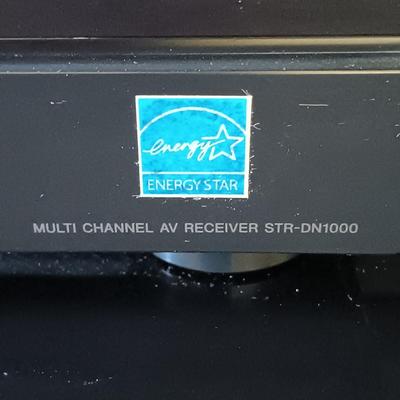 energy
ENERGY STAR
MULTI CHANNEL AV RECEIVER STR-DN1000